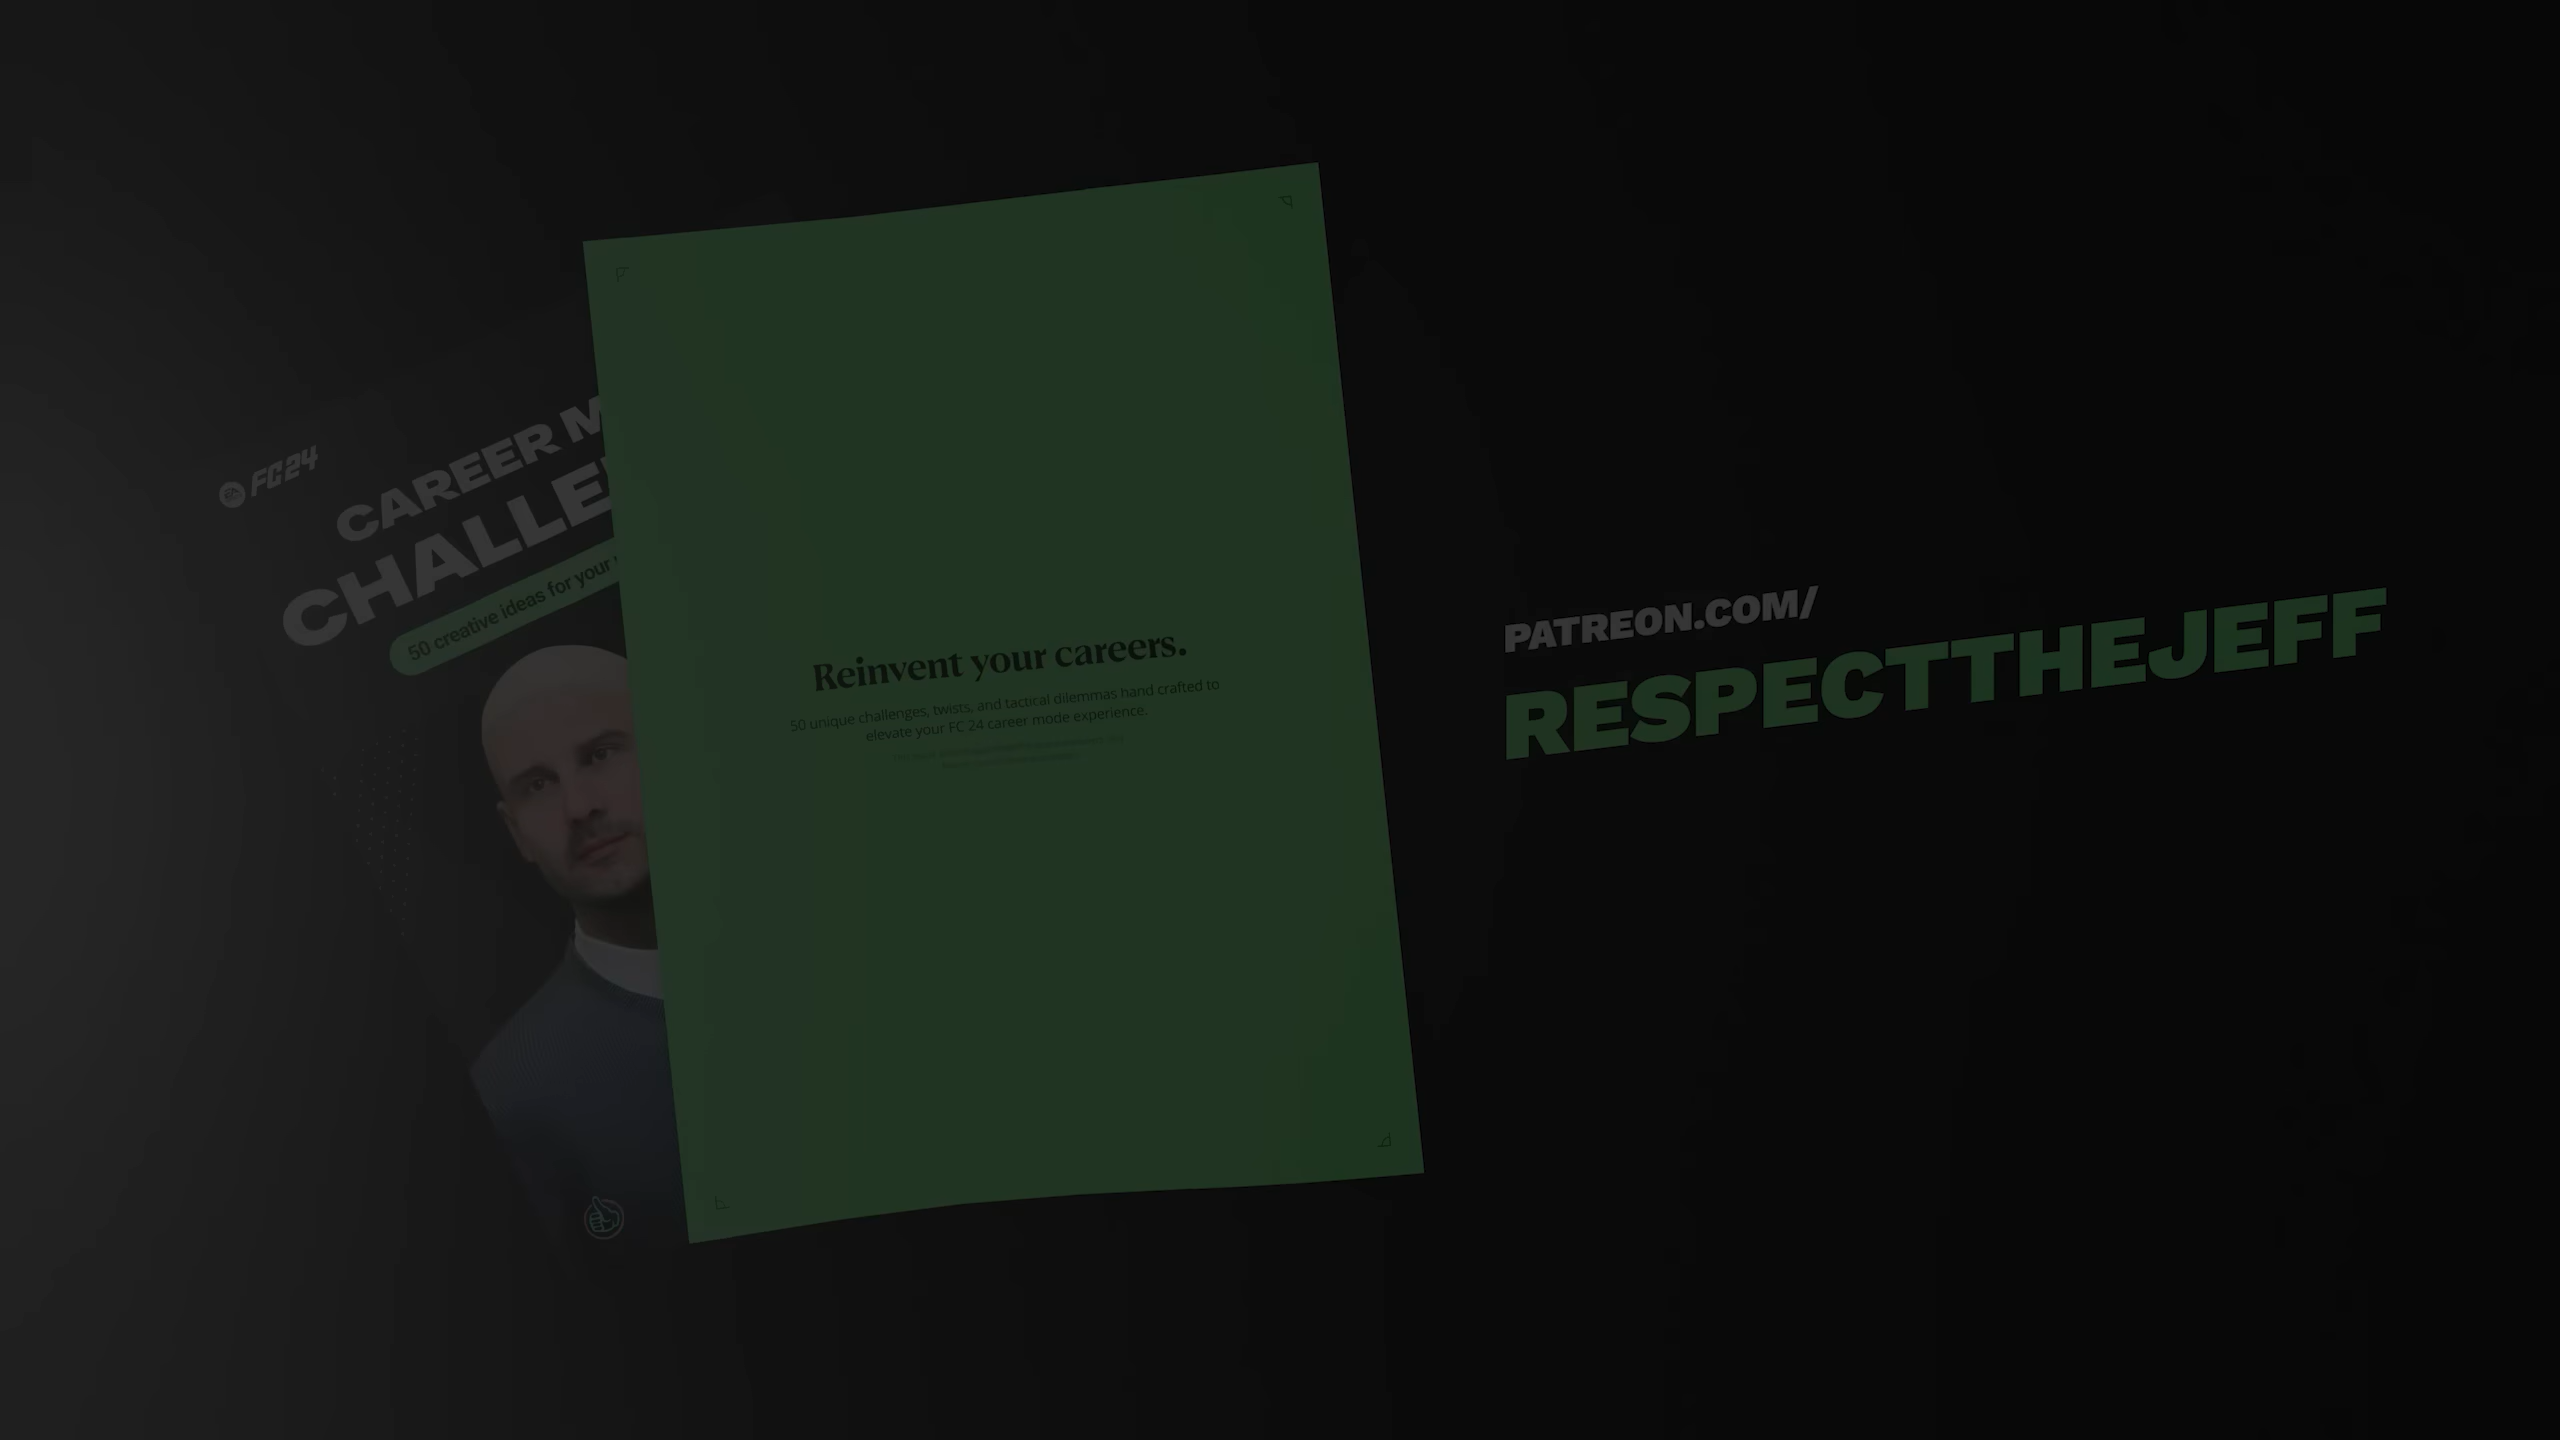 EA FC24
CAREER M
CHALLE
50 creative ideas for your
Reinvent your careers.
50 unique challenges, twists, and tactical dilemmas hand crafted to
elevate your FC 24 career mode experience.
PATREON.COM/
RESPECTTHEJEFF